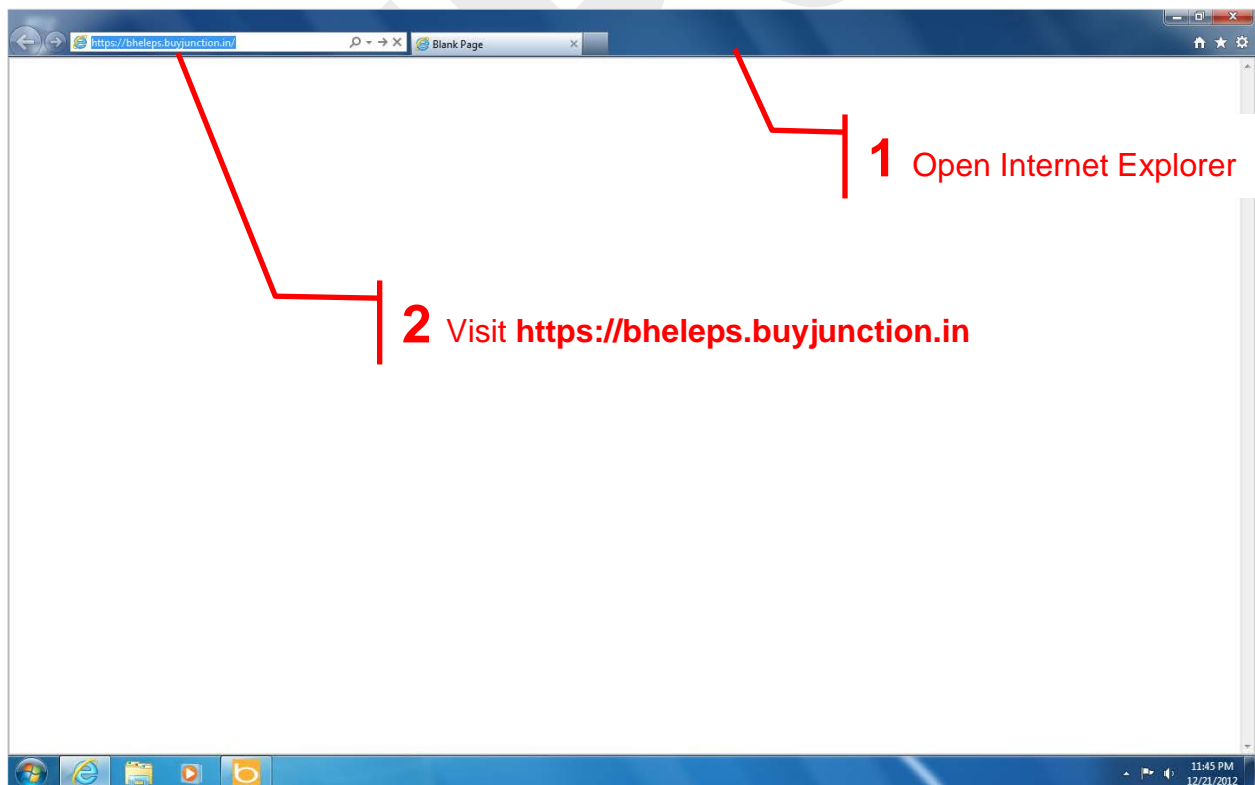 https://bheleps.buyjunction.in/
Blank Page
1 Open Internet Explorer
2 Visit https://bheleps.buyjunction.in
11:45 PM
12/21/2012